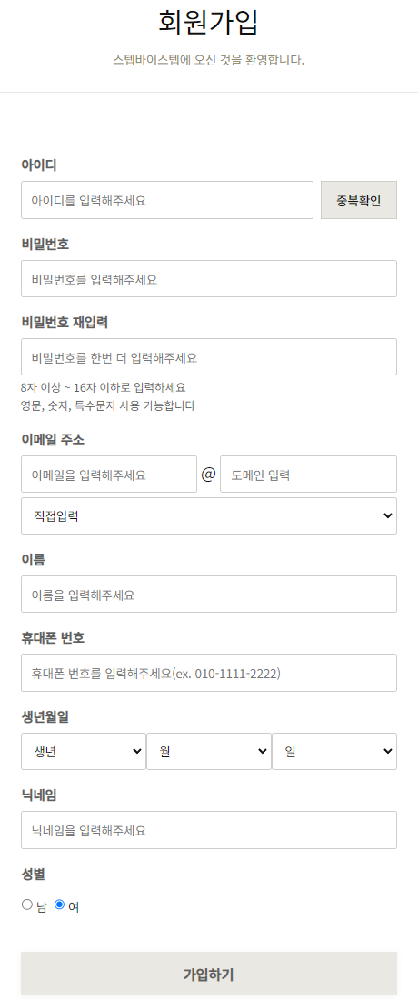 회원가입
스텝바이스텝에 오신 것을 환영합니다.
아이디
아이디를 입력해주세요 중복확인
비밀번호
비밀번호를 입력해주세요
비밀번호 재입력
비밀번호를 한번 더 입력해주세요
8자 이상 ~ 16자 이하로 입력하세요
영문, 숫자, 특수문자 사용 가능합니다
이메일 주소
이메일을 입력해주세요 @ 도메인 입력
직접입력
이름
이름을 입력해주세요
휴대폰 번호
휴대폰 번호를 입력해주세요(ex. 010-1111-2222)
생년월일
생년 월 일
닉네임
닉네임을 입력해주세요
성별
남 여
가입하기